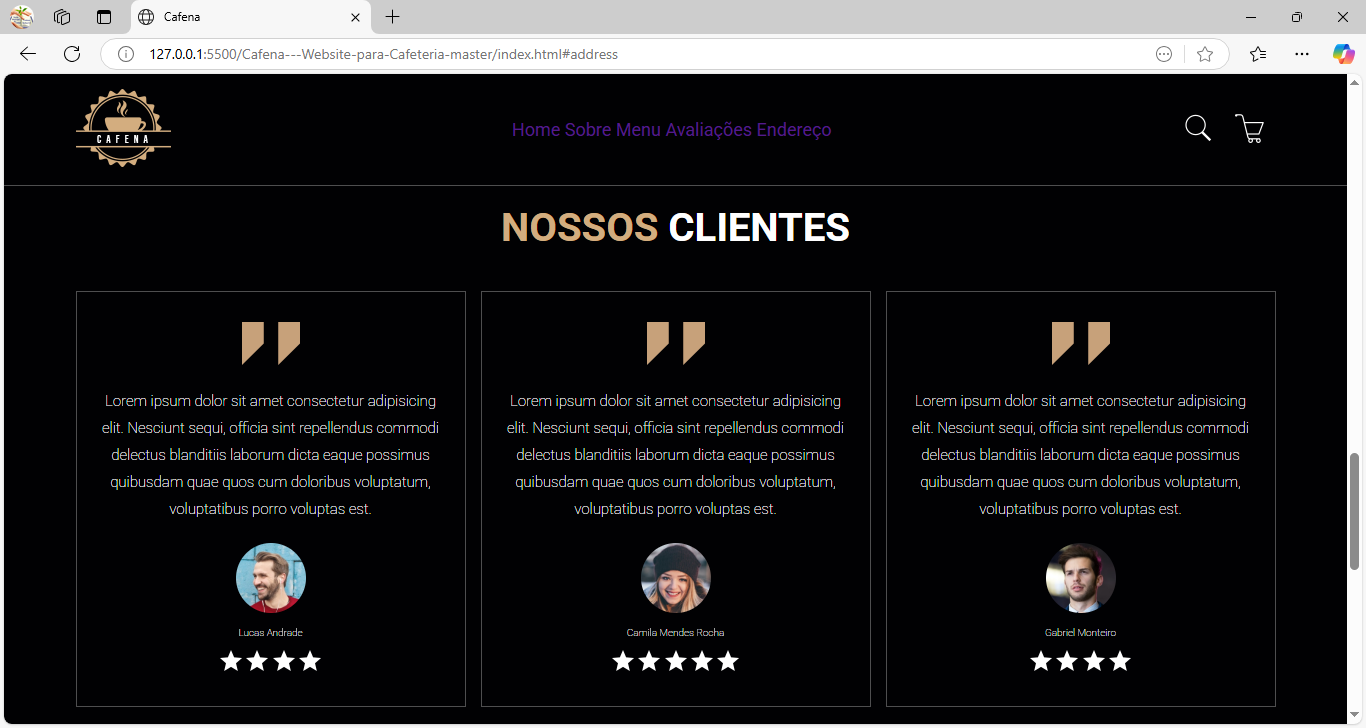 Cafena
127.0.0.1:5500/Cafena---Website-para-Cafeteria-master/index.html#address
CAFENA
Home Sobre Menu Avaliações Endereço
NOSSOS CLIENTES
Lorem ipsum dolor sit amet consectetur adipisicing
elit. Nesciunt sequi, officia sint repellendus commodi
delectus blanditiis laborum dicta eaque possimus
quibusdam quae quos cum doloribus voluptatum,
voluptatibus porro voluptas est.
Lucas Andrade
Lorem ipsum dolor sit amet consectetur adipisicing
elit. Nesciunt sequi, officia sint repellendus commodi
delectus blanditiis laborum dicta eaque possimus
quibusdam quae quos cum doloribus voluptatum,
voluptatibus porro voluptas est.
Camila Mendes Rocha
Lorem ipsum dolor sit amet consectetur adipisicing
elit. Nesciunt sequi, officia sint repellendus commodi
delectus blanditiis laborum dicta eaque possimus
quibusdam quae quos cum doloribus voluptatum,
voluptatibus porro voluptas est.
Gabriel Monteiro